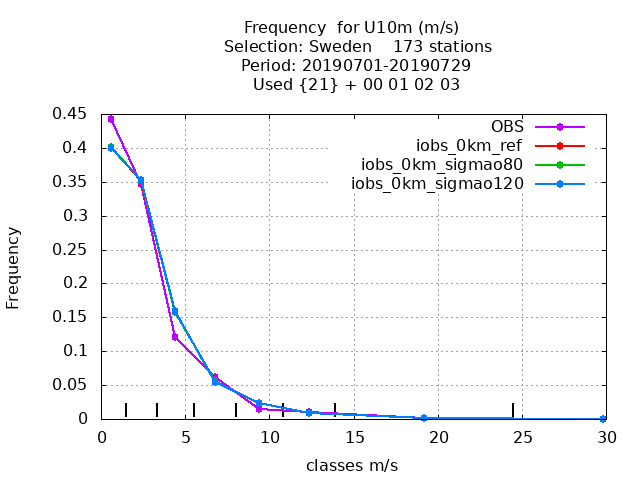 Frequency  for U10m (m/s)
Selection: Sweden    173 stations
Period: 20190701-20190729
Used {21} + 00 01 02 03
OBS
iobs_0km_ref
iobs_0km_sigmao80
iobs_0km_sigmao120
Frequency
0.45
0.4
0.35
0.3
0.25
0.2
0.15
0.1
0.05
0
0 5 10 15 20 25 30
classes m/s